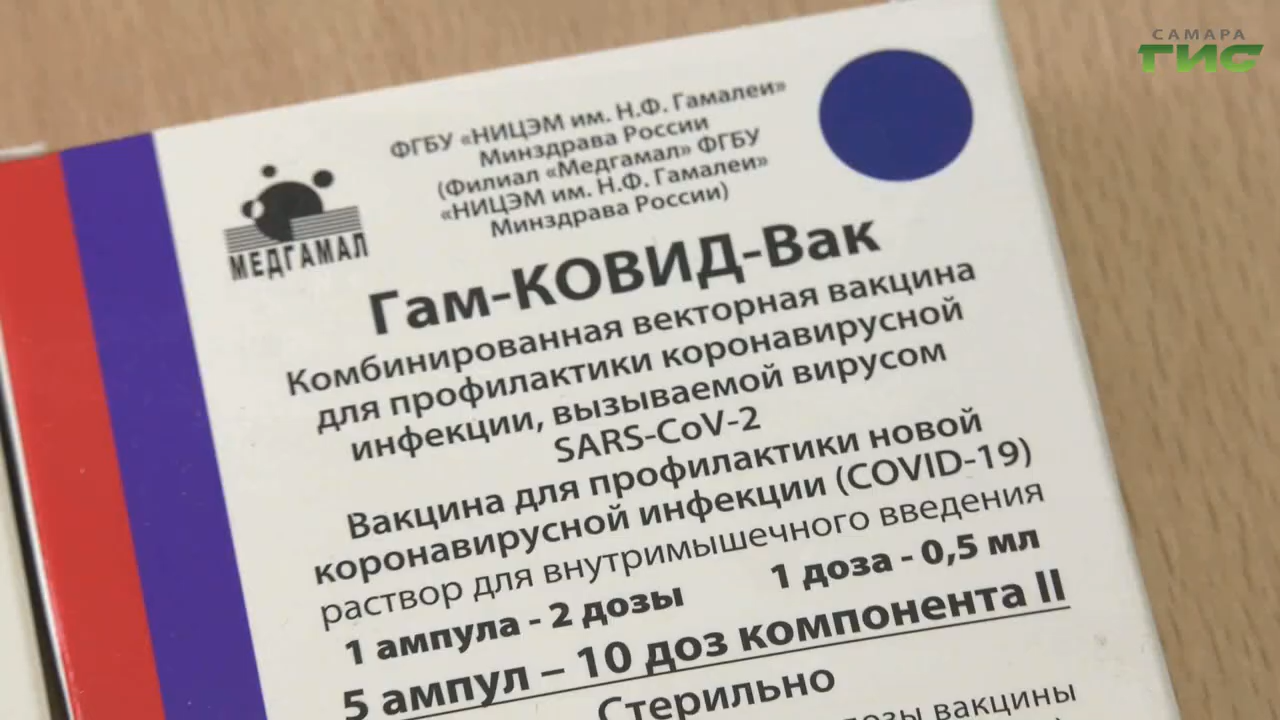 САМАРА
ГИС
ФГБУ «НИЦЭМ им. Н.Ф. Гамалеи»
Минздрава России
(Филиал «Медгамал» ФГБУ
«НИЦЭМ им. Н.Ф. Гамалеи»
Минздрава России)
МЕДГАМАЛ
Гам-КОВИД-Вак
Комбинированная векторная вакцина
для профилактики коронавирусной
инфекции, вызываемой вирусом
SARS-CoV-2
Вакцина для профилактики новой
коронавирусной инфекции (COVID-19)
раствор для внутримышечного введения
1 ампула - 2 дозы 1 доза - 0,5 мл
5 ампул – 10 доз компонента II
Стерильно
вакцины